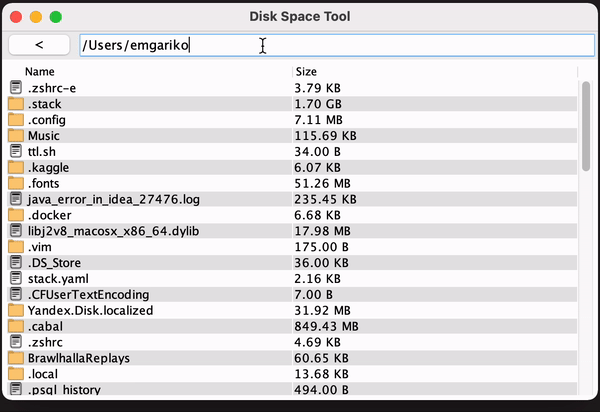 Disk Space Tool
< /Users/emgariko
Name Size
.zshrc-e 3.79 KB
.stack 1.70 GB
.config 7.11 MB
Music 115.69 KB
ttl.sh 34.00 B
.kaggle 6.07 KB
.fonts 51.26 MB
java_error_in_idea_27476.log 235.45 KB
.docker 6.68 KB
libj2v8_macosx_x86_64.dylib 17.98 MB
.vim 175.00 B
.DS_Store 36.00 KB
stack.yaml 2.16 KB
.CFUserTextEncoding 7.00 B
Yandex.Disk.localized 31.92 MB
.cabal 849.43 MB
.zshrc 4.69 KB
BrawlhallaReplays 60.65 KB
.local 13.68 KB
.psql_history 494.00 B